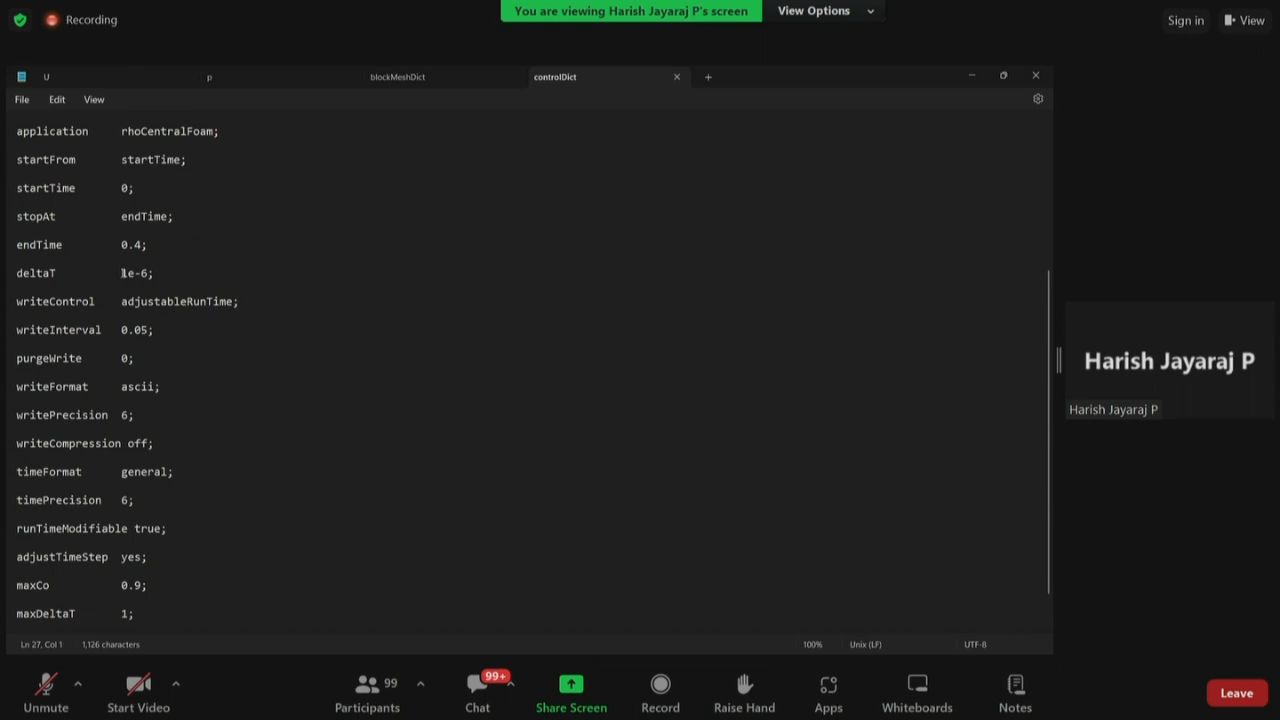 Recording
You are viewing Harish Jayaraj P's screen
View Options
Sign in
View
U
p
blockMeshDict
controlDict
File
Edit
View
application rhoCentralFoam;
startFrom startTime;
startTime 0;
stopAt endTime;
endTime 0.4;
deltaT 1e-6;
writeControl adjustableRunTime;
writeInterval 0.05;
purgeWrite 0;
writeFormat ascii;
writePrecision 6;
writeCompression off;
timeFormat general;
timePrecision 6;
runTimeModifiable true;
adjustTimeStep yes;
maxCo 0.9;
maxDeltaT 1;
Harish Jayaraj P
Harish Jayaraj P
Ln 27, Col 1
1,126 characters
100%
Unix (LF)
UTF-8
Unmute
Start Video
99
Participants
99+
Chat
Share Screen
Record
Raise Hand
Apps
Whiteboards
Notes
Leave